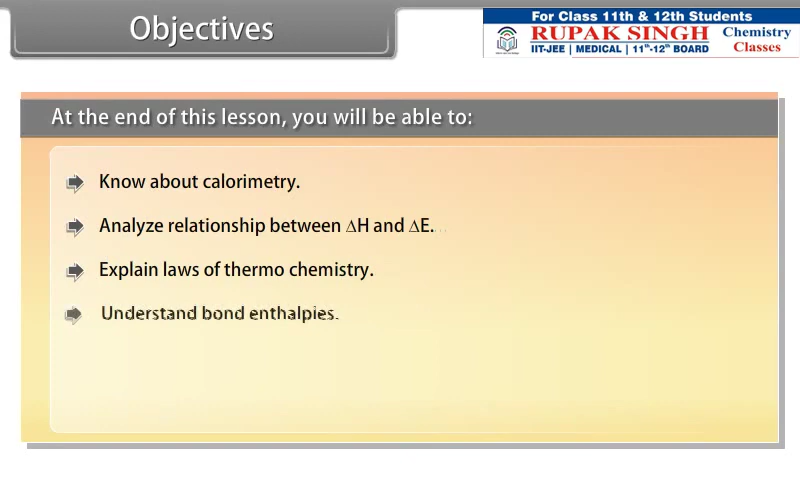 Objectives
For Class 11th & 12th Students
RUPAK SINGH
Chemistry
Classes
IIT-JEE | MEDICAL | 11th-12th BOARD
At the end of this lesson, you will be able to:
Know about calorimetry.
Analyze relationship between ∆H and ∆E.
Explain laws of thermo chemistry.
Understand bond enthalpies.